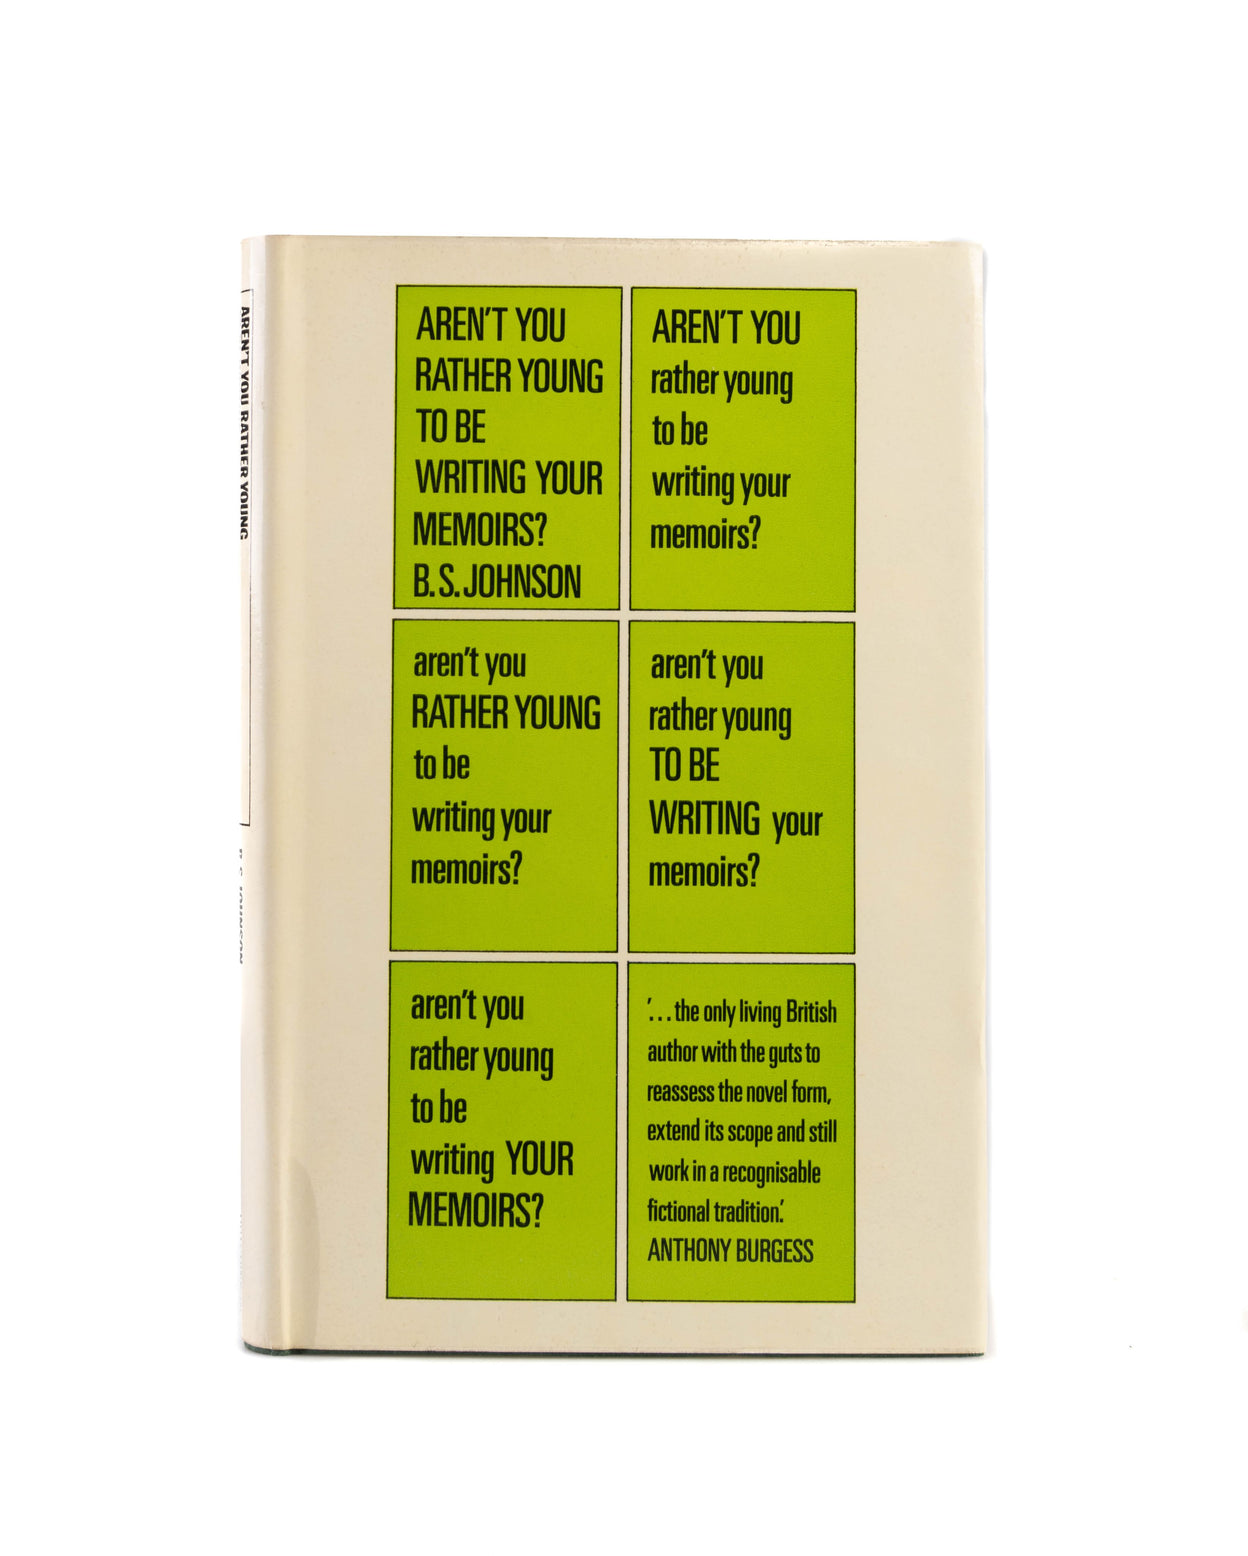 AREN'T YOU RATHER YOUNG
AREN'T YOU
RATHER YOUNG
TO BE
WRITING YOUR
MEMOIRS?
B.S.JOHNSON
AREN'T YOU
rather young
to be
writing your
memoirs?
aren't you
RATHER YOUNG
to be
writing your
memoirs?
aren't you
rather young
TO BE
WRITING your
memoirs?
aren't you
rather young
to be
writing YOUR
MEMOIRS?
'...the only living British
author with the guts to
reassess the novel form,
extend its scope and still
work in a recognisable
fictional tradition.'
ANTHONY BURGESS